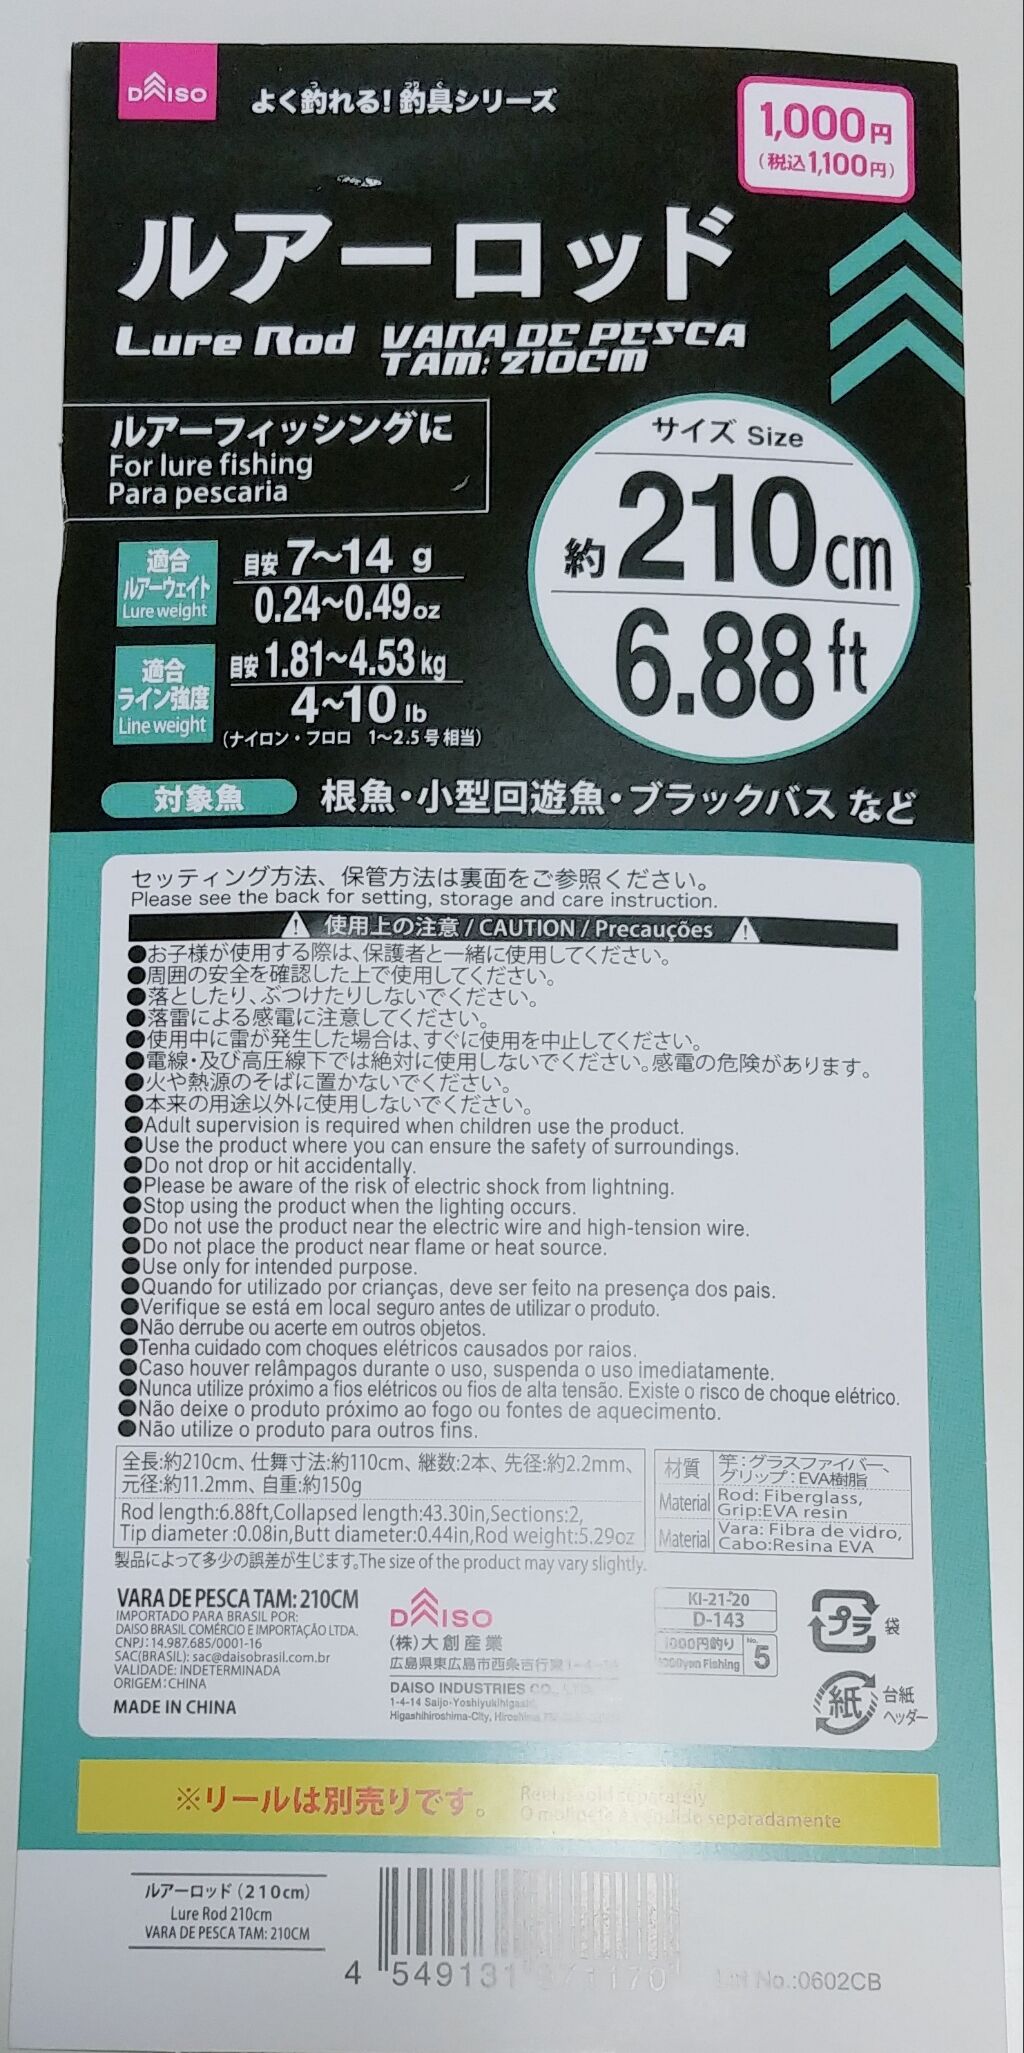 DAISO
よく釣れる!釣具シリーズ
1,000円
(税込1,100円)
ルアーロッド
Lure Rod VARA DE PESCA
TAM: 210CM
ルアーフィッシングに
For lure fishing
Para pescaria
サイズ Size
約210cm
6.88ft
適合
ルアーウェイト
Lure weight
目安 7~14 g
0.24~0.49oz
適合
ライン強度
Line weight
目安 1.81~4.53 kg
4~10 lb
(ナイロン・フロロ 1~2.5号相当)
対象魚 根魚・小型回遊魚・ブラックバス など
セッティング方法、保管方法は裏面をご参照ください。
Please see the back for setting, storage and care instruction.
使用上の注意 / CAUTION / Precauções
●お子様が使用する際は、保護者と一緒に使用してください。
●周囲の安全を確認した上で使用してください。
●落としたり、ぶつけたりしないでください。
●落雷による感電に注意してください。
●使用中に雷が発生した場合は、すぐに使用を中止してください。
●電線・及び高圧線下では絶対に使用しないでください。感電の危険があります。
●火や熱源のそばに置かないでください。
●本来の用途以外に使用しないでください。
●Adult supervision is required when children use the product.
●Use the product where you can ensure the safety of surroundings.
●Do not drop or hit accidentally.
●Please be aware of the risk of electric shock from lightning.
●Stop using the product when the lighting occurs.
●Do not use the product near the electric wire and high-tension wire.
●Do not place the product near flame or heat source.
●Use only for intended purpose.
●Quando for utilizado por crianças, deve ser feito na presença dos pais.
●Verifique se está em local seguro antes de utilizar o produto.
●Não derrube ou acerte em outros objetos.
●Tenha cuidado com choques elétricos causados por raios.
●Caso houver relâmpagos durante o uso, suspenda o uso imediatamente.
●Nunca utilize próximo a fios elétricos ou fios de alta tensão. Existe o risco de choque elétrico.
●Não deixe o produto próximo ao fogo ou fontes de aquecimento.
●Não utilize o produto para outros fins.
全長:約210cm、仕舞寸法:約110cm、継数:2本、先径:約2.2mm、
元径:約11.2mm、自重:約150g
Rod length:6.88ft,Collapsed length:43.30in,Sections:2,
Tip diameter :0.08in,Butt diameter:0.44in,Rod weight:5.29oz
材質 竿:グラスファイバー、
グリップ:EVA樹脂
Material Rod: Fiberglass,
Grip:EVA resin
Material Vara: Fibra de vidro,
Cabo:Resina EVA
製品によって多少の誤差が生じます。The size of the product may vary slightly.
VARA DE PESCA TAM: 210CM
IMPORTADO PARA BRASIL POR:
DAISO BRASIL COMÉRCIO E IMPORTAÇÃO LTDA.
CNPJ:14.987.685/0001-16
SAC(BRASIL): sac@daisobrasil.com.br
VALIDADE: INDETERMINADA
ORIGEM:CHINA
MADE IN CHINA
DAISO
(株)大創産業
広島県東広島市西条吉行東1-4-14
DAISO INDUSTRIES CO.,
1-4-14 Saijo-Yoshiyukihigashi,
Higashihiroshima-City, Hiroshima
KI-21-20
D-143
1000円釣り
1000yen Fishing
No. 5
プラ 袋
紙 台紙
ヘッダー
※リールは別売りです。
Reel is sold separately
O molinete é vendido separadamente
ルアーロッド(210cm)
Lure Rod 210cm
VARA DE PESCA TAM: 210CM
4 549131 971170
Lot No.:0602CB